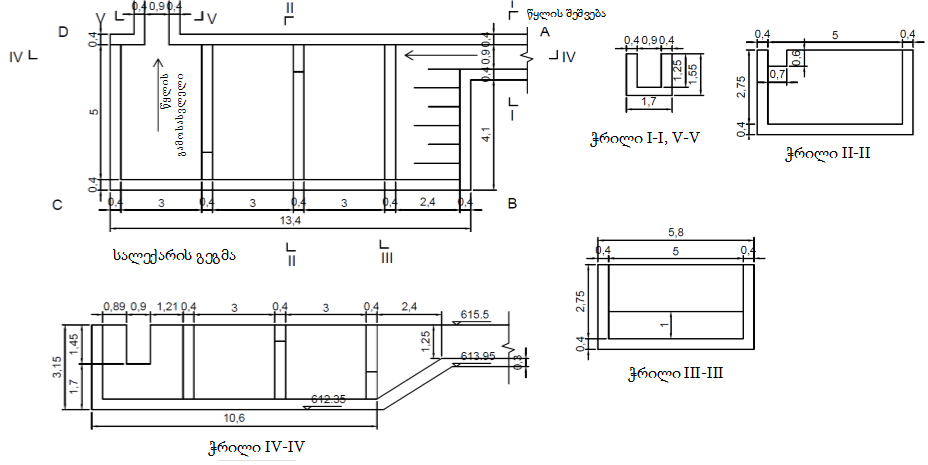 0,4 0,9 0,4
V V
II
I
წყლის შეშვება
D
A
IV
IV
0,4
0,4 0,9 0,4
წყლის გამოსასვლელი
5
4,1
I
0,4
C
B
0,4 3 0,4 3 0,4 3 0,4 2,4 0,4
13,4
სალექარის გეგმა
II
III
0,4 0,9 0,4
1,25
1,55
1,7
ჭრილი I-I, V-V
0,4 5 0,4
0,6
0,7
2,75
0,4
ჭრილი II-II
5,8
0,4 5 0,4
2,75
1
0,4
ჭრილი III-III
0,89 0,9 1,21 0,4 3 0,4 3 0,4 2,4
615.5
1,45
1,25
613.95
0,3
3,15
1,7
612.35
10,6
ჭრილი IV-IV